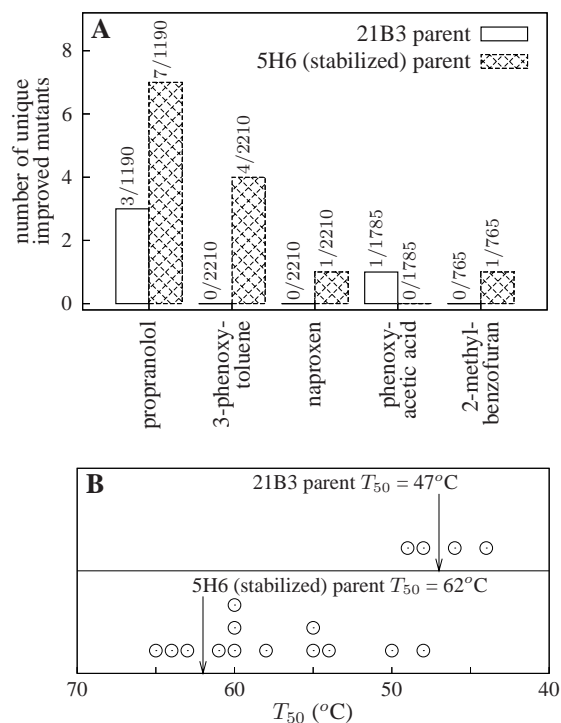 A
21B3 parent
5H6 (stabilized) parent
number of unique
improved mutants
8
6
4
2
0
3/1190
7/1190
0/2210
4/2210
0/2210
1/2210
1/1785
0/1785
0/765
1/765
propranolol
3-phenoxy-
toluene
naproxen
phenoxy-
acetic acid
2-methyl-
benzofuran
B
21B3 parent T₅₀ = 47°C
5H6 (stabilized) parent T₅₀ = 62°C
70 60 50 40
T₅₀ (°C)